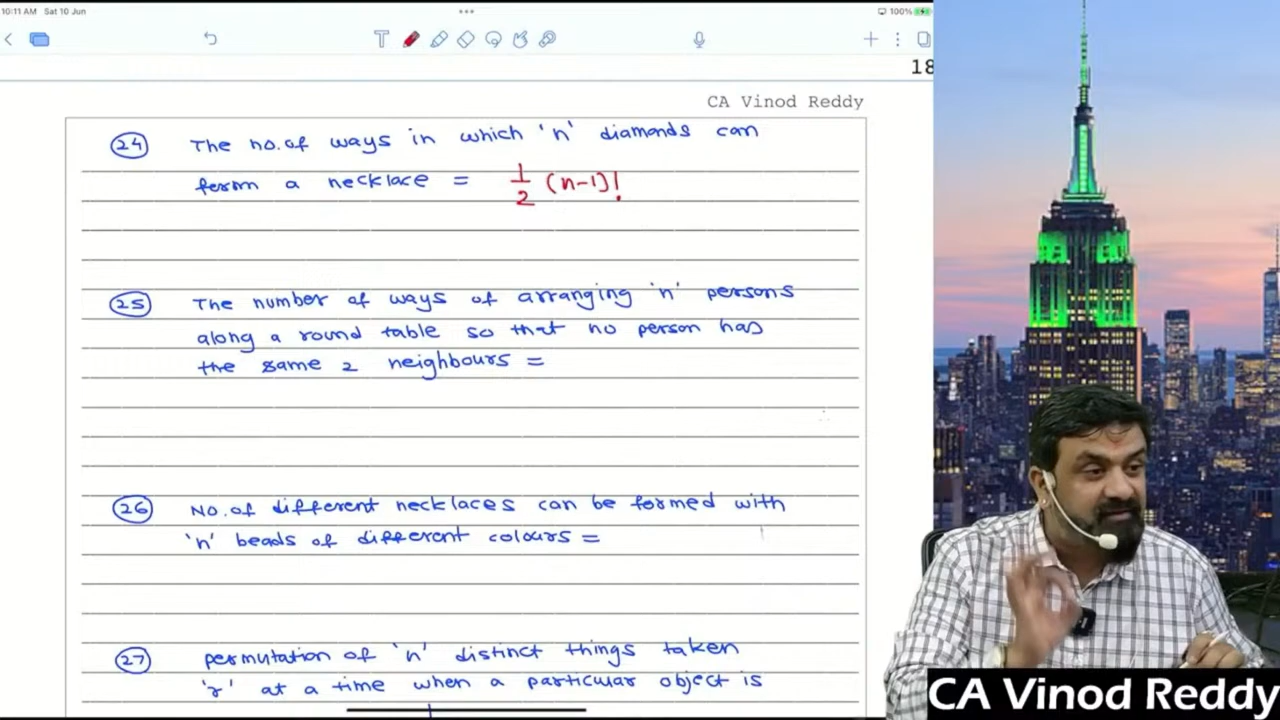 10:11 AM Sat 10 Jun
100%
T
18
CA Vinod Reddy
24 The no. of ways in which 'n' diamonds can
form a necklace = 1/2 (n-1)!
25 The number of ways of arranging 'n' persons
along a round table so that no person has
the same 2 neighbours =
26 No. of different necklaces can be formed with
'n' beads of different colours =
27 permutation of 'n' distinct things taken
'r' at a time when a particular object is
CA Vinod Reddy